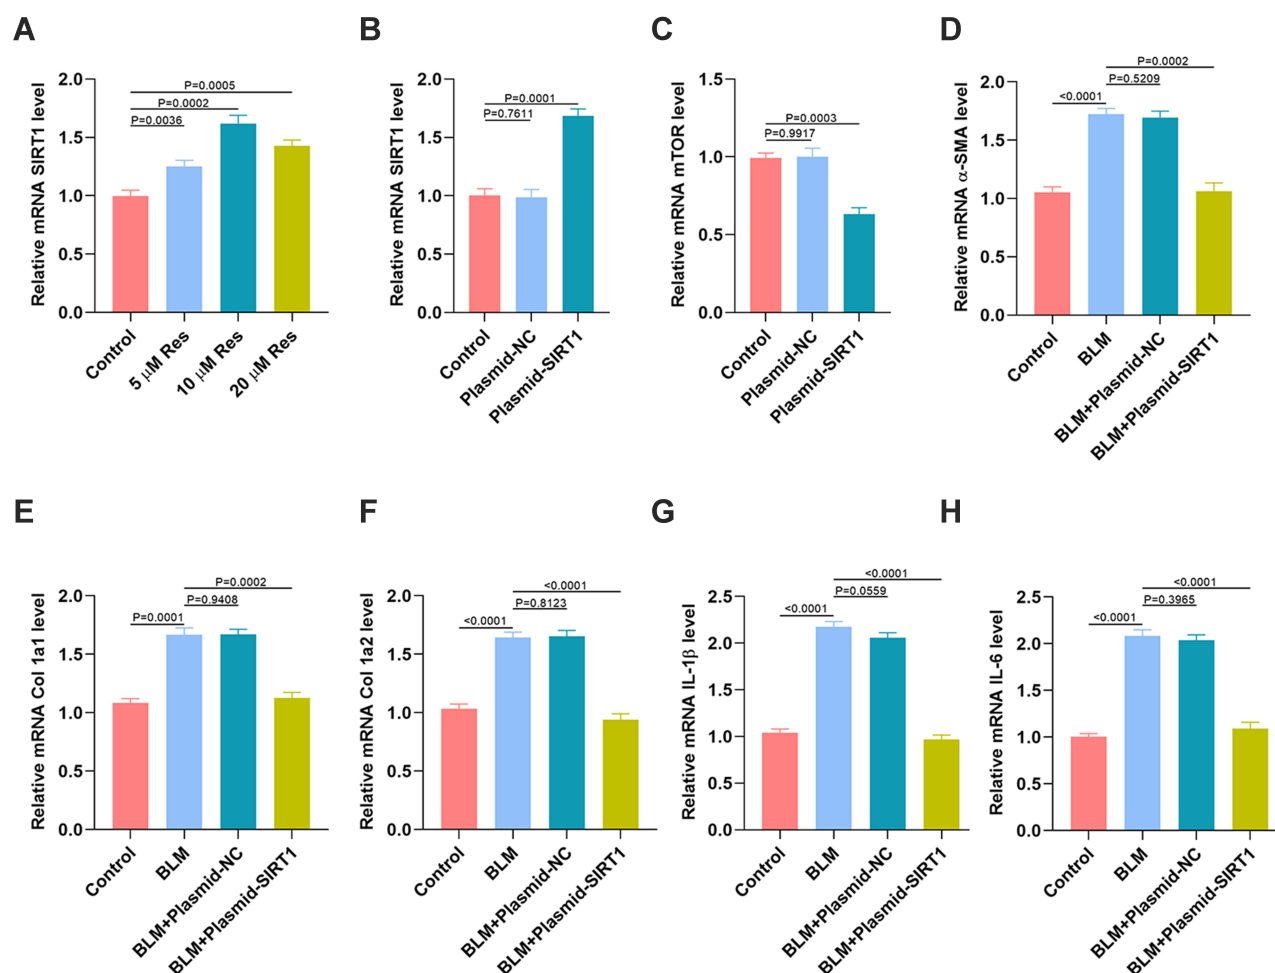 A
Relative mRNA SIRT1 level
2.0
1.5
1.0
0.5
0.0
P=0.0005
P=0.0002
P=0.0036
Control
5 μM Res
10 μM Res
20 μM Res
B
Relative mRNA SIRT1 level
2.0
1.5
1.0
0.5
0.0
P=0.0001
P=0.7611
Control
Plasmid-NC
Plasmid-SIRT1
C
Relative mRNA mTOR level
1.5
1.0
0.5
0.0
P=0.0003
P=0.9917
Control
Plasmid-NC
Plasmid-SIRT1
D
Relative mRNA α-SMA level
2.0
1.5
1.0
0.5
0.0
P=0.0002
P=0.5209
<0.0001
Control
BLM
BLM+Plasmid-NC
BLM+Plasmid-SIRT1
E
Relative mRNA Col 1a1 level
2.0
1.5
1.0
0.5
0.0
P=0.0002
P=0.9408
P=0.0001
Control
BLM
BLM+Plasmid-NC
BLM+Plasmid-SIRT1
F
Relative mRNA Col 1a2 level
2.0
1.5
1.0
0.5
0.0
<0.0001
P=0.8123
<0.0001
Control
BLM
BLM+Plasmid-NC
BLM+Plasmid-SIRT1
G
Relative mRNA IL-1β level
2.5
2.0
1.5
1.0
0.5
0.0
<0.0001
P=0.0559
<0.0001
Control
BLM
BLM+Plasmid-NC
BLM+Plasmid-SIRT1
H
Relative mRNA IL-6 level
2.5
2.0
1.5
1.0
0.5
0.0
<0.0001
P=0.3965
<0.0001
Control
BLM
BLM+Plasmid-NC
BLM+Plasmid-SIRT1